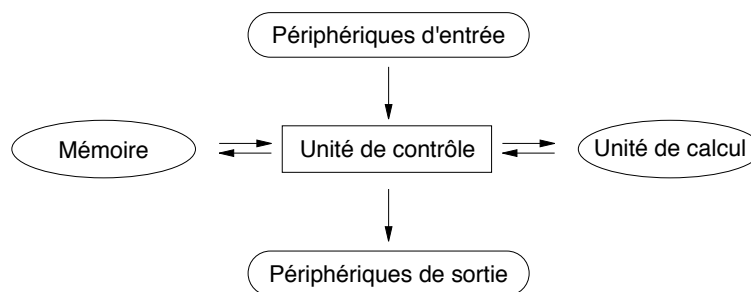 Périphériques d'entrée
Mémoire
Unité de contrôle
Unité de calcul
Périphériques de sortie